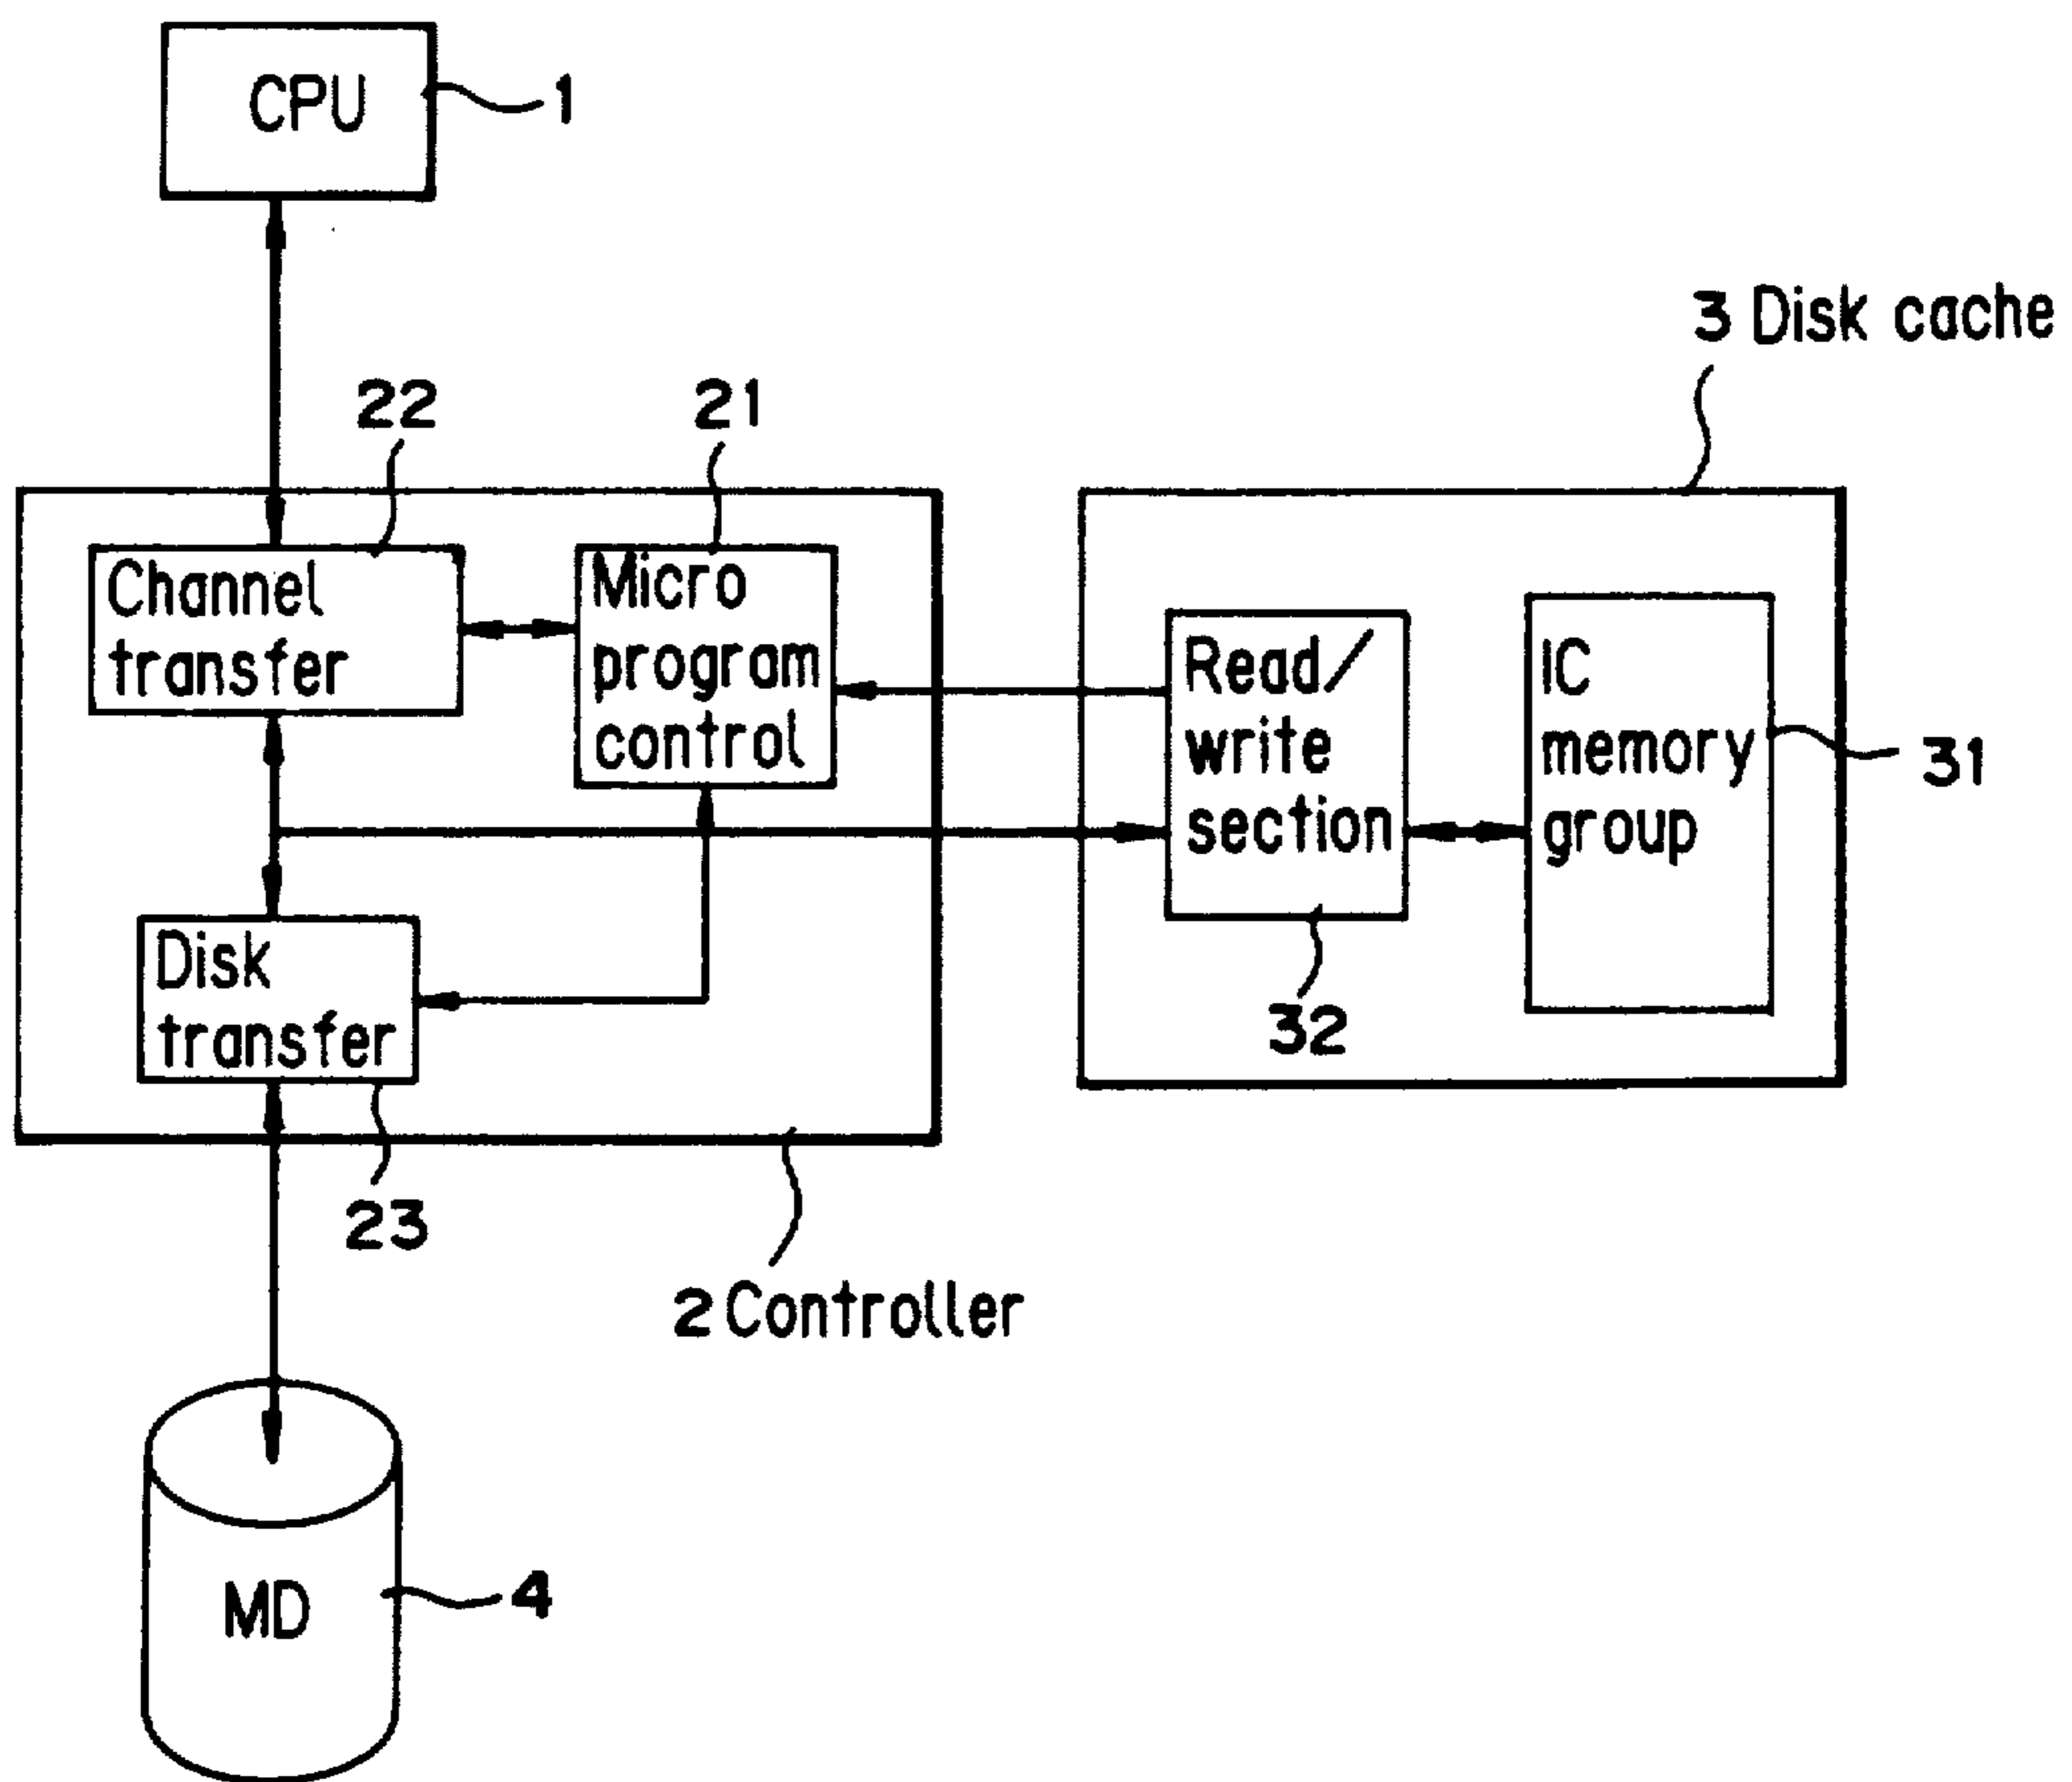 CPU
1
3 Disk cache
22
21
Channel
transfer
Micro
program
control
Read/
write
section
IC
memory
group
31
Disk
transfer
32
23
2 Controller
MD
4